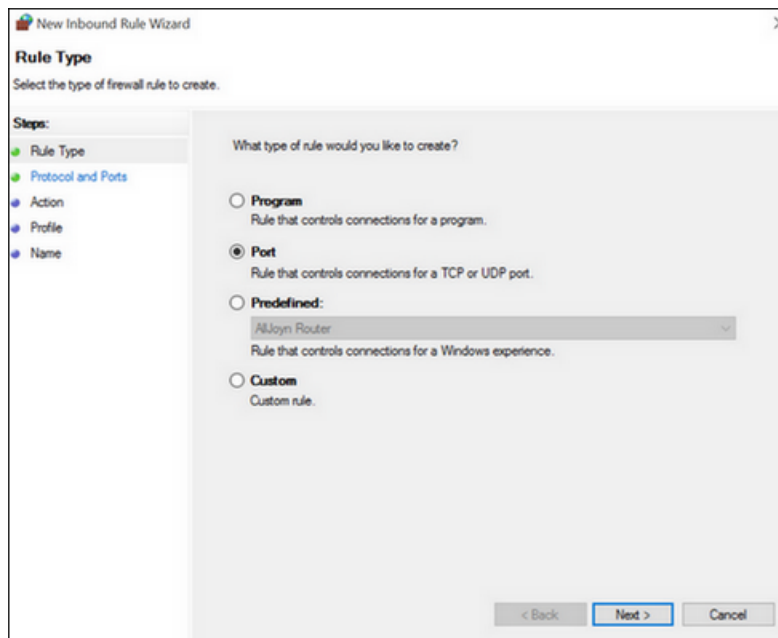 New Inbound Rule Wizard
Rule Type
Select the type of firewall rule to create.
Steps:
Rule Type
Protocol and Ports
Action
Profile
Name
What type of rule would you like to create?
Program
Rule that controls connections for a program.
Port
Rule that controls connections for a TCP or UDP port.
Predefined:
AllJoyn Router
Rule that controls connections for a Windows experience.
Custom
Custom rule.
< Back Next > Cancel